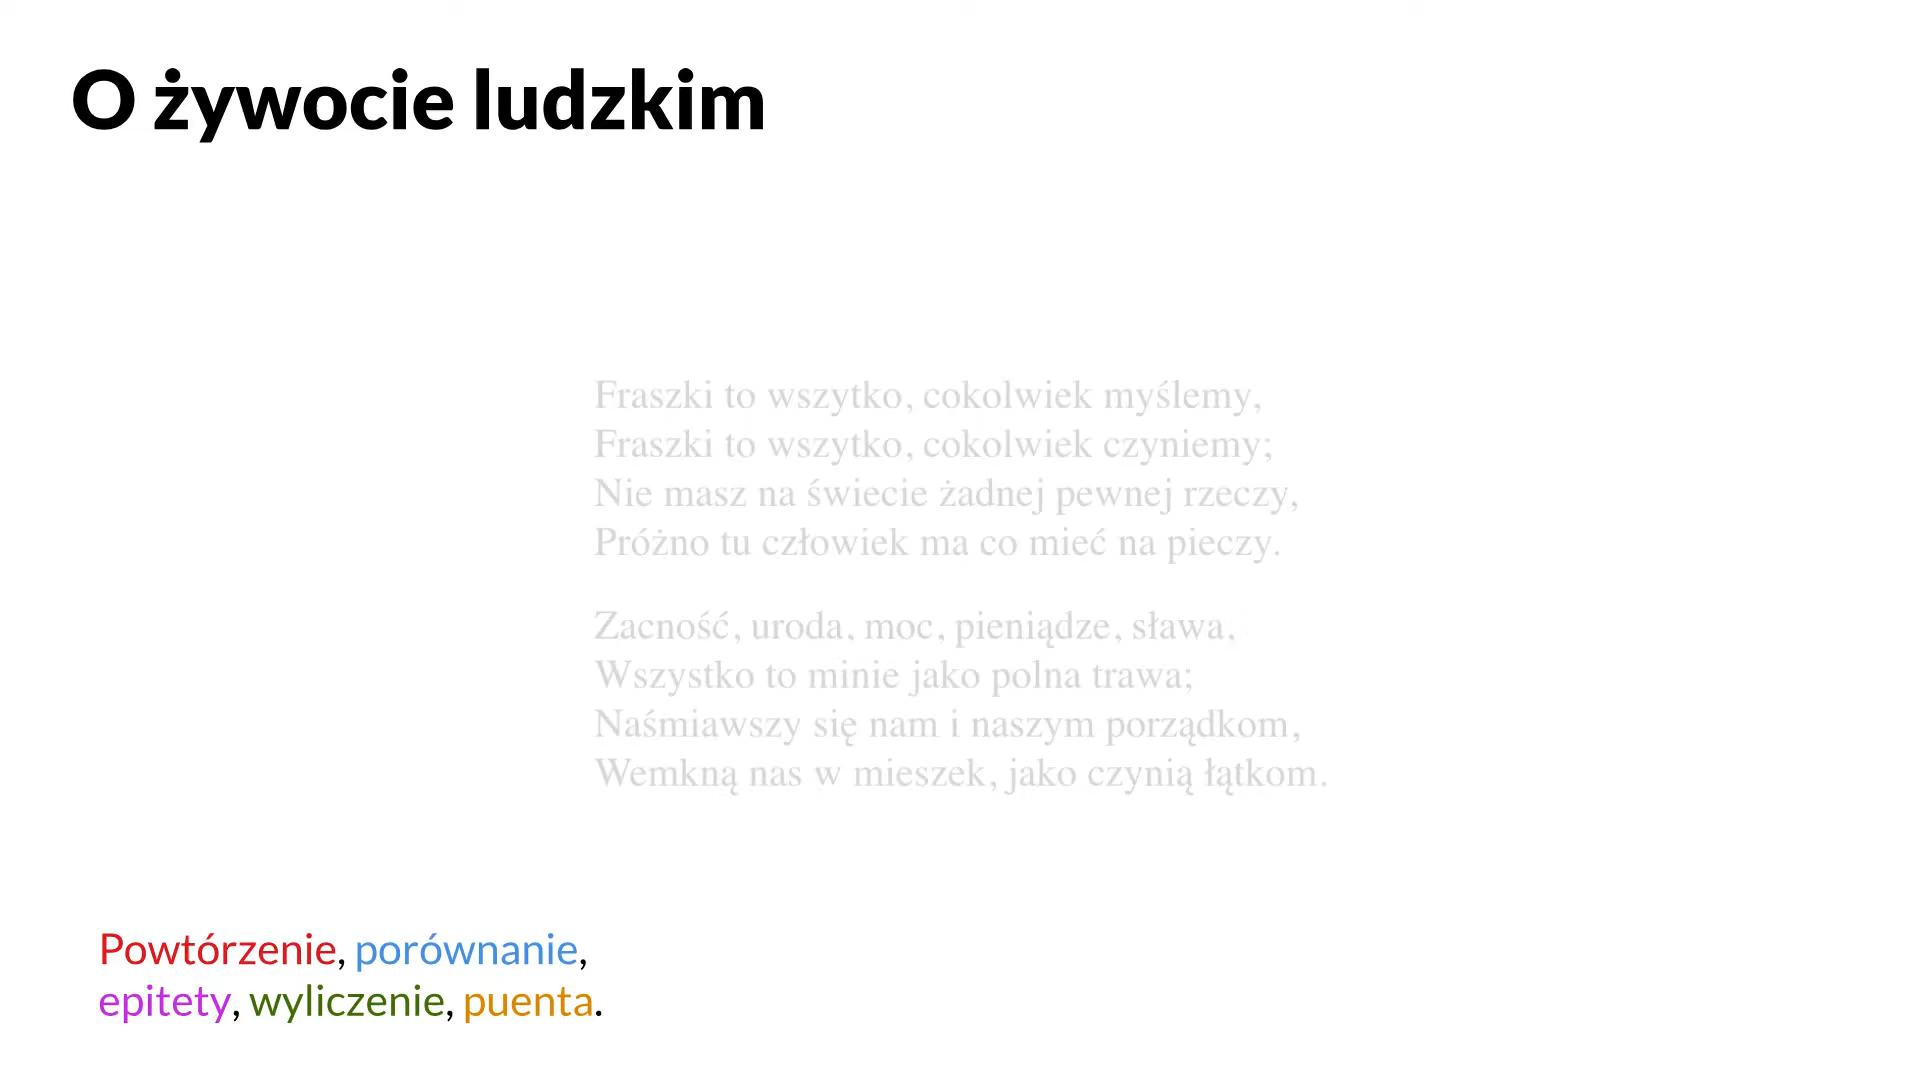 O żywocie ludzkim
Fraszki to wszytko, cokolwiek myślemy,
Fraszki to wszytko, cokolwiek czyniemy;
Nie masz na świecie żadnej pewnej rzeczy,
Próżno tu człowiek ma co mieć na pieczy.
Zacność, uroda, moc, pieniądze, sława,
Wszystko to minie jako polna trawa;
Naśmiawszy się nam i naszym porządkom,
Wemkną nas w mieszek, jako czynią łątkom.
Powtórzenie, porównanie,
epitety, wyliczenie, puenta.